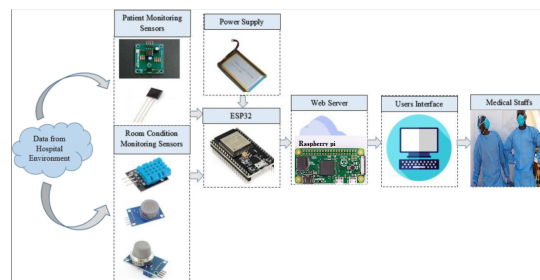 Patient Monitoring
Sensors
Power Supply
Data from
Hospital
Environment
Room Condition
Monitoring Sensors
ESP32
Web Server
Raspberry pi
Users Interface
Medical Staffs